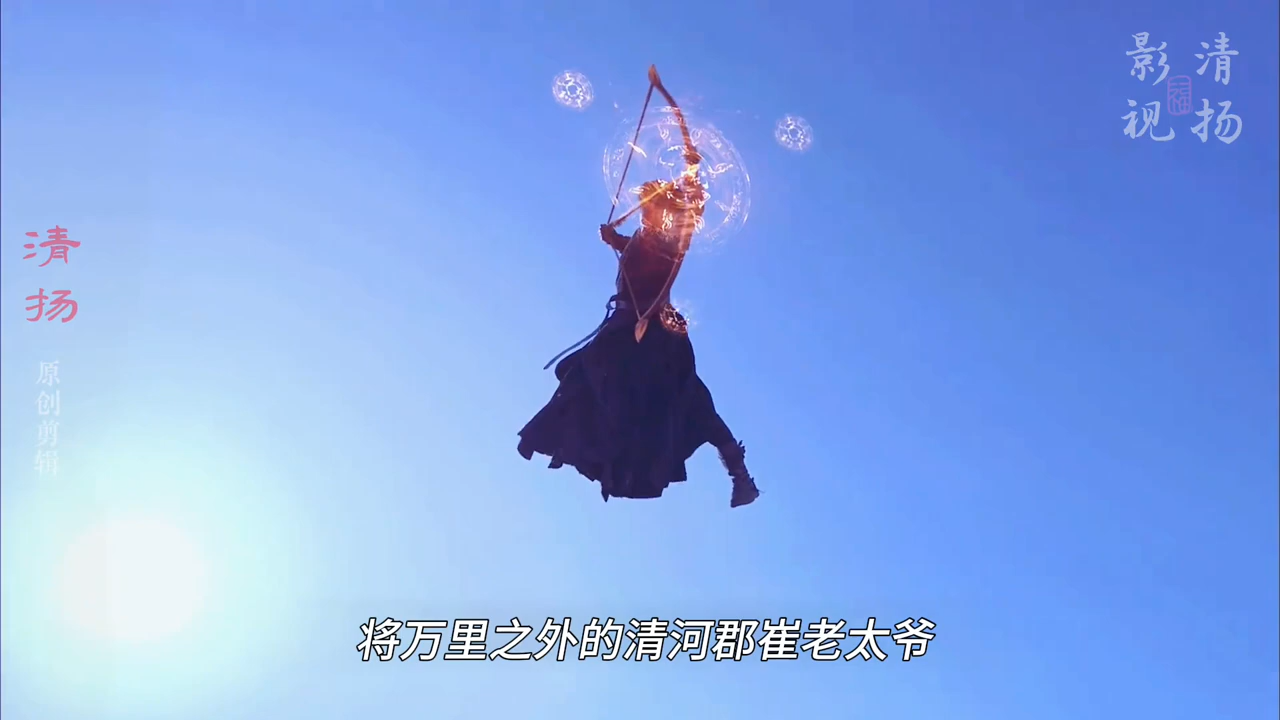 清扬
影视
清扬
原创剪辑
将万里之外的清河郡崔老太爷